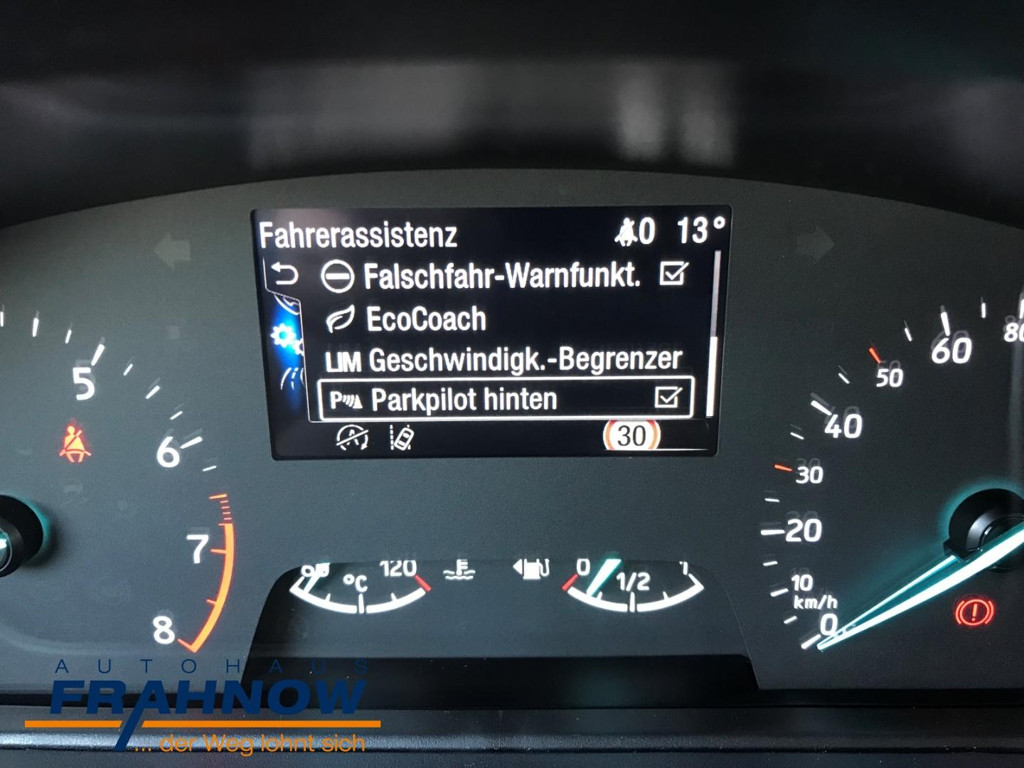 Fahrerassistenz 0 13°
Falschfahr-Warnfunkt.
EcoCoach
LIM Geschwindigk.-Begrenzer
P Parkpilot hinten
A 30
5
6
7
8
°C 120
0 1/2 1
80
60
50
40
30
20
10
km/h
0
AUTOHAUS
FRAHNOW
... der Weg lohnt sich